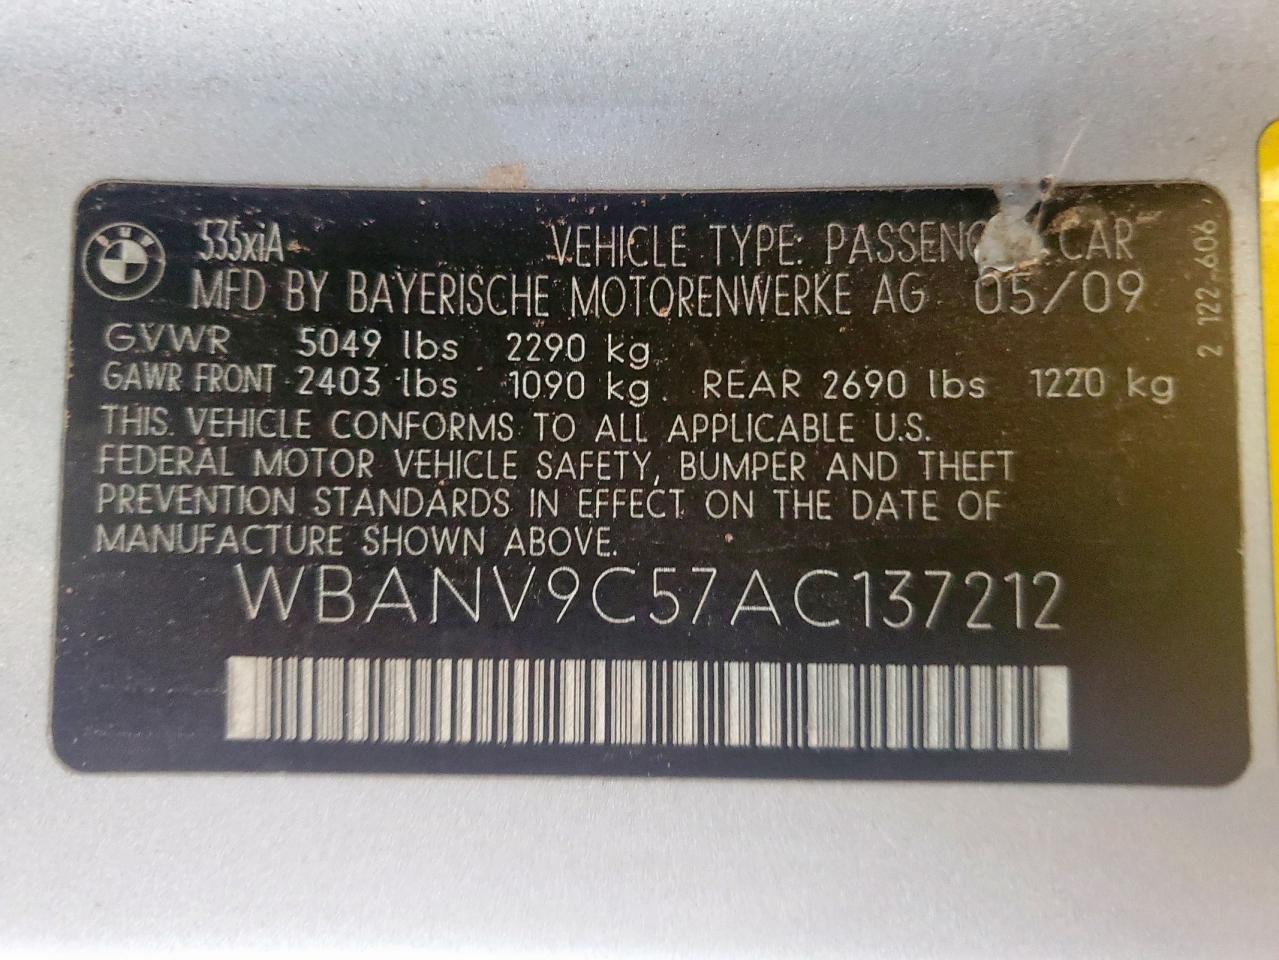 BMW
535xiA VEHICLE TYPE: PASSENGER CAR
MFD BY BAYERISCHE MOTORENWERKE AG 05/09
GVWR 5049 lbs 2290 kg
GAWR FRONT 2403 lbs 1090 kg REAR 2690 lbs 1220 kg
THIS VEHICLE CONFORMS TO ALL APPLICABLE U.S.
FEDERAL MOTOR VEHICLE SAFETY, BUMPER AND THEFT
PREVENTION STANDARDS IN EFFECT ON THE DATE OF
MANUFACTURE SHOWN ABOVE.
WBANV9C57AC137212
2 122 606